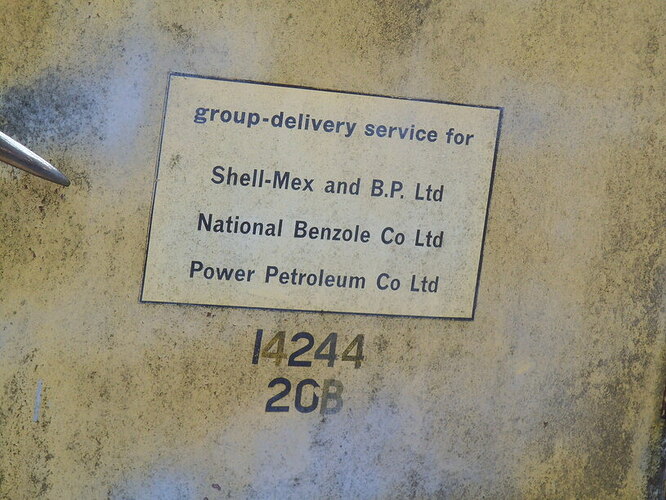 group-delivery service for
Shell-Mex and B.P. Ltd
National Benzole Co Ltd
Power Petroleum Co Ltd
14244
20B